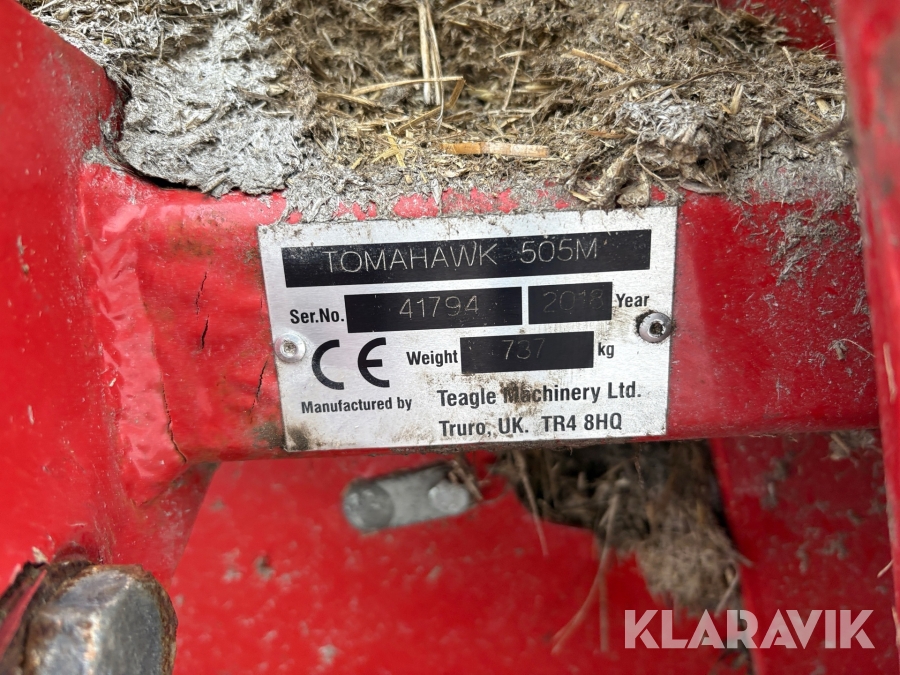 KLARAVIK
TOMAHAWK 505M
Ser.No. 41794 2018 Year
CE Weight 737 kg
Manufactured by Teagle Machinery Ltd.
Truro, UK. TR4 8HQ
KLARAVIK